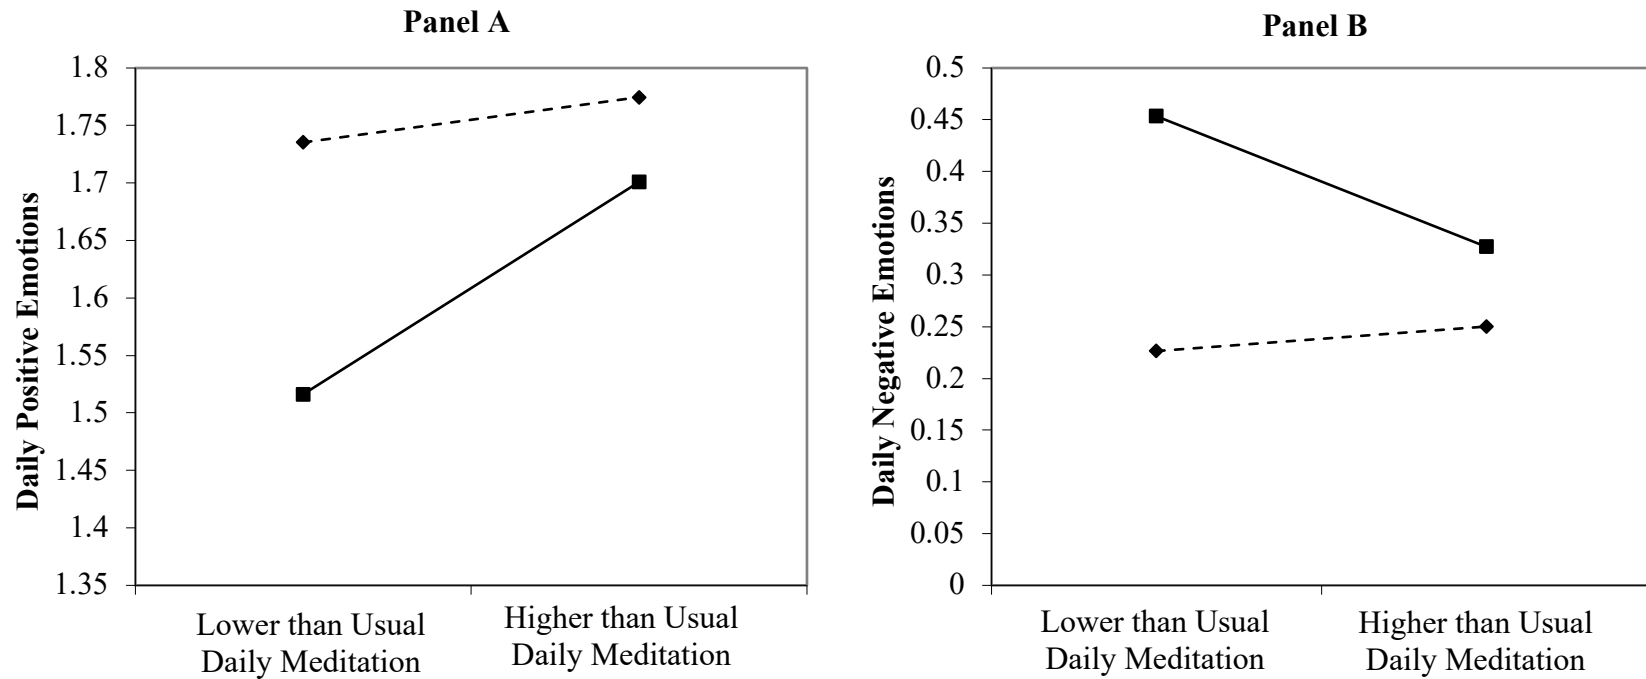 Panel A
Daily Positive Emotions
1.8
1.75
1.7
1.65
1.6
1.55
1.5
1.45
1.4
1.35
Lower than Usual
Daily Meditation
Higher than Usual
Daily Meditation
Panel B
Daily Negative Emotions
0.5
0.45
0.4
0.35
0.3
0.25
0.2
0.15
0.1
0.05
0
Lower than Usual
Daily Meditation
Higher than Usual
Daily Meditation